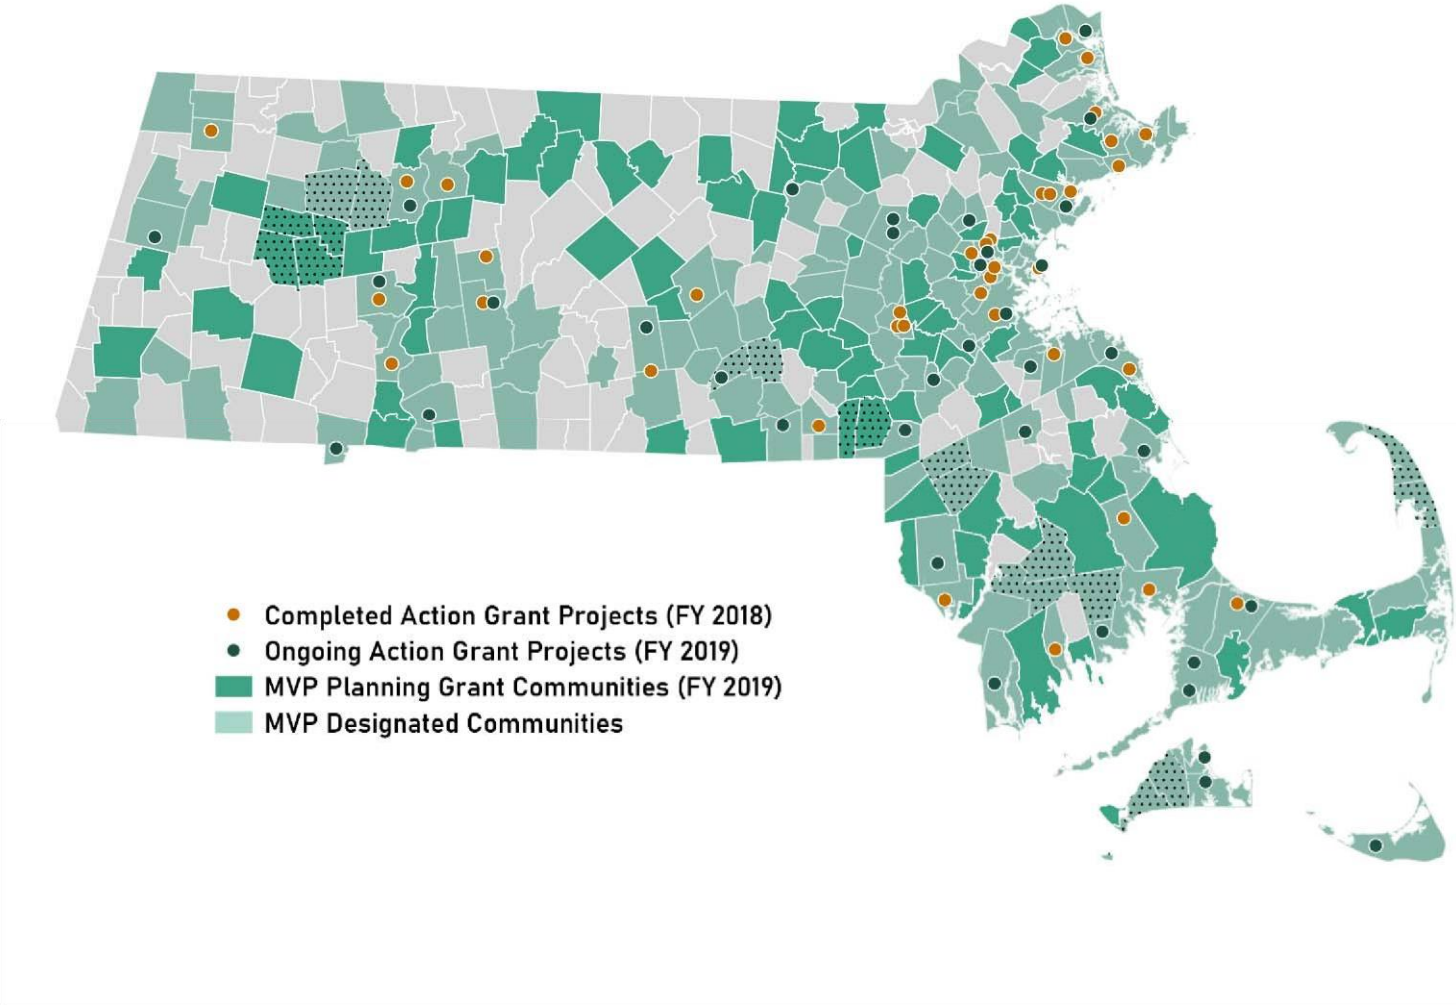 Completed Action Grant Projects (FY 2018)
Ongoing Action Grant Projects (FY 2019)
MVP Planning Grant Communities (FY 2019)
MVP Designated Communities